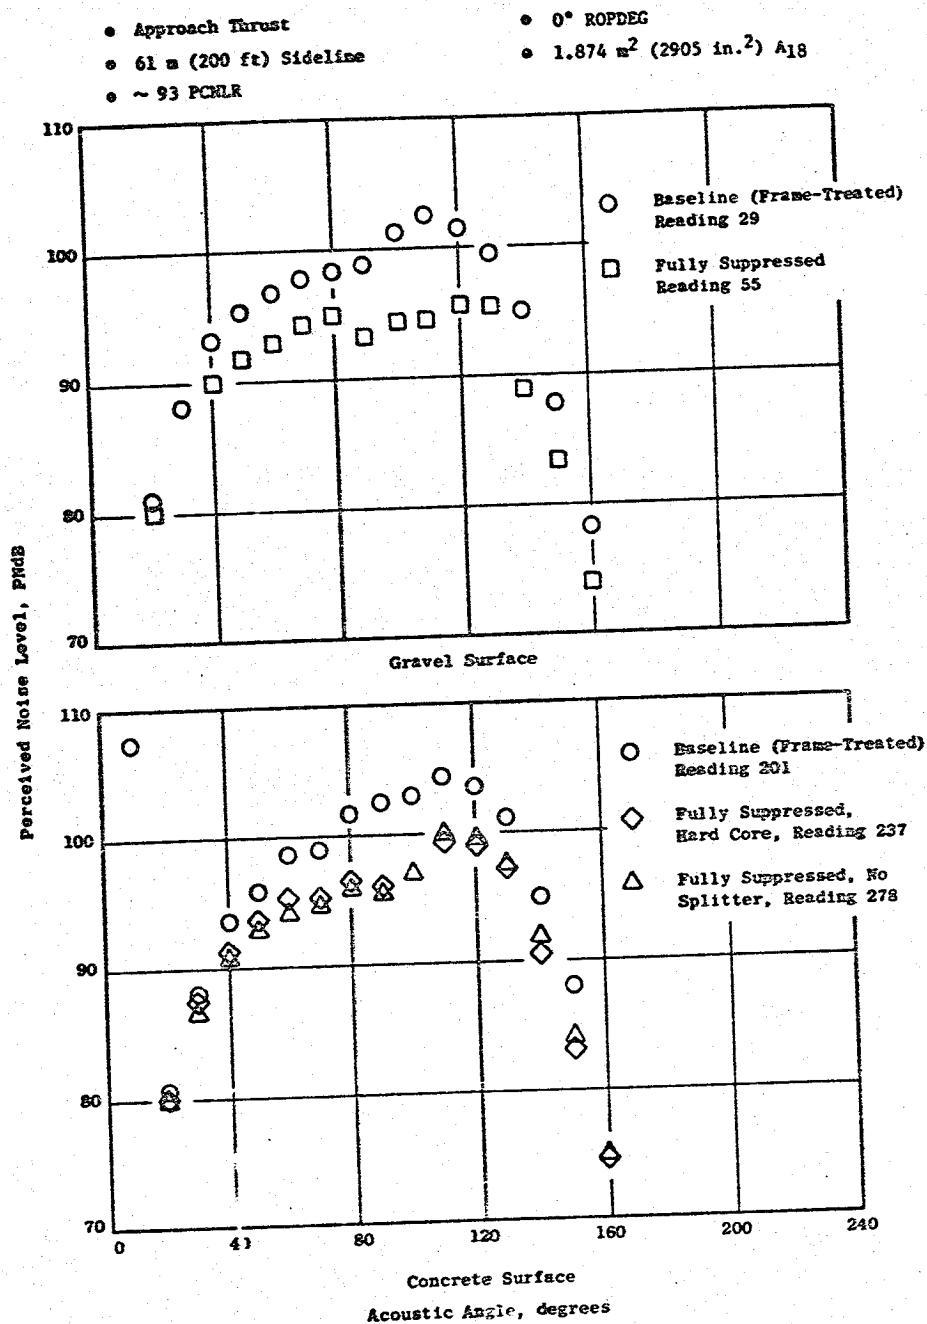 • Approach Thrust
• 61 m (200 ft) Sideline
• ~ 93 PCNLR
• 0° ROPDEG
• 1.874 m² (2905 in.²) A18
110
100
90
80
70
Baseline (Frame-Treated)
Reading 29
Fully Suppressed
Reading 55
Gravel Surface
Perceived Noise Level, PNdB
110
100
90
80
70
Baseline (Frame-Treated)
Reading 201
Fully Suppressed,
Hard Core, Reading 237
Fully Suppressed, No
Splitter, Reading 278
0 40 80 120 160 200 240
Concrete Surface
Acoustic Angle, degrees